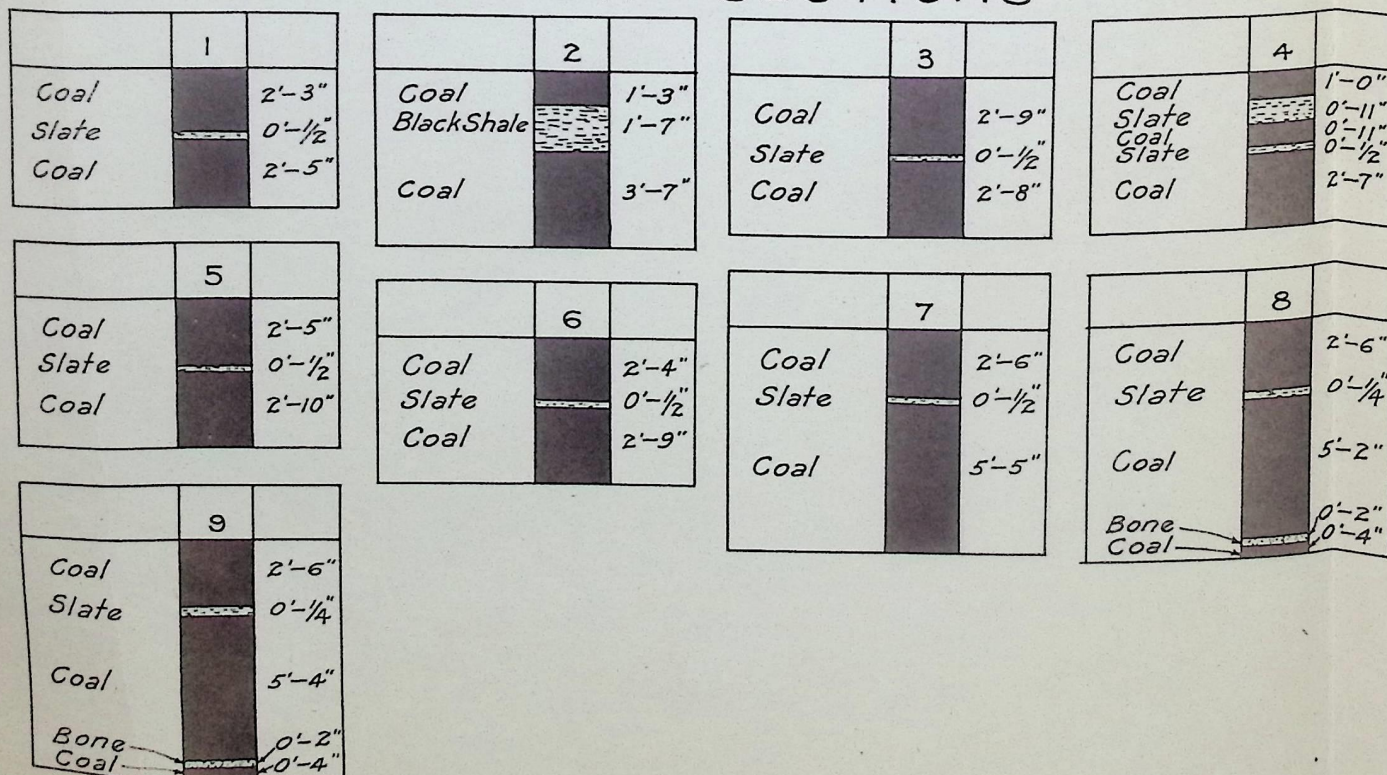 1
Coal 2'-3"
Slate 0'-1/2"
Coal 2'-5"
2
Coal 1'-3"
Black Shale 1'-7"
Coal 3'-7"
3
Coal 2'-9"
Slate 0'-1/2"
Coal 2'-8"
4
Coal 1'-0"
Slate 0'-11"
Coal 0'-11"
Slate 0'-1/2"
Coal 2'-7"
5
Coal 2'-5"
Slate 0'-1/2"
Coal 2'-10"
6
Coal 2'-4"
Slate 0'-1/2"
Coal 2'-9"
7
Coal 2'-6"
Slate 0'-1/2"
Coal 5'-5"
8
Coal 2'-6"
Slate 0'-1/4"
Coal 5'-2"
Bone 0'-2"
Coal 0'-4"
9
Coal 2'-6"
Slate 0'-1/4"
Coal 5'-4"
Bone 0'-2"
Coal 0'-4"